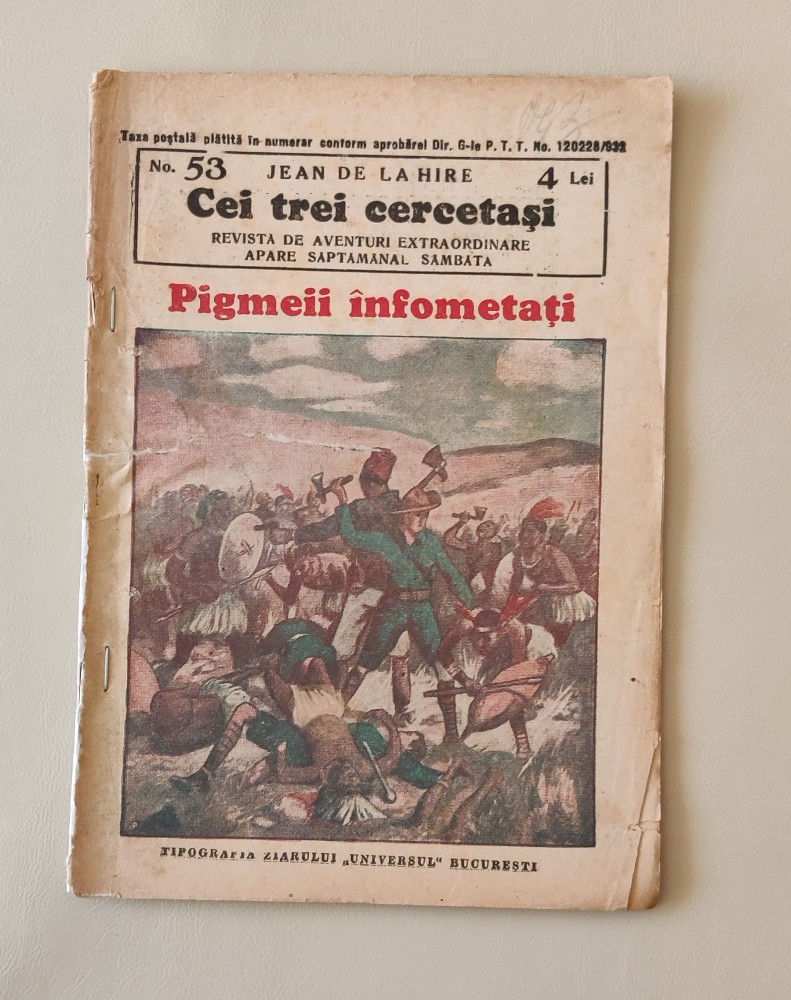 Taxa poştală plătită în numerar conform aprobărei Dir. G-le P. T. T. No. 120228/932
No. 53 JEAN DE LA HIRE 4 Lei
Cei trei cercetaşi
REVISTA DE AVENTURI EXTRAORDINARE
APARE SAPTAMANAL SAMBATA
Pigmeii înfometaţi
TIPOGRAFIA ZIARULUI „UNIVERSUL“ BUCUREŞTI